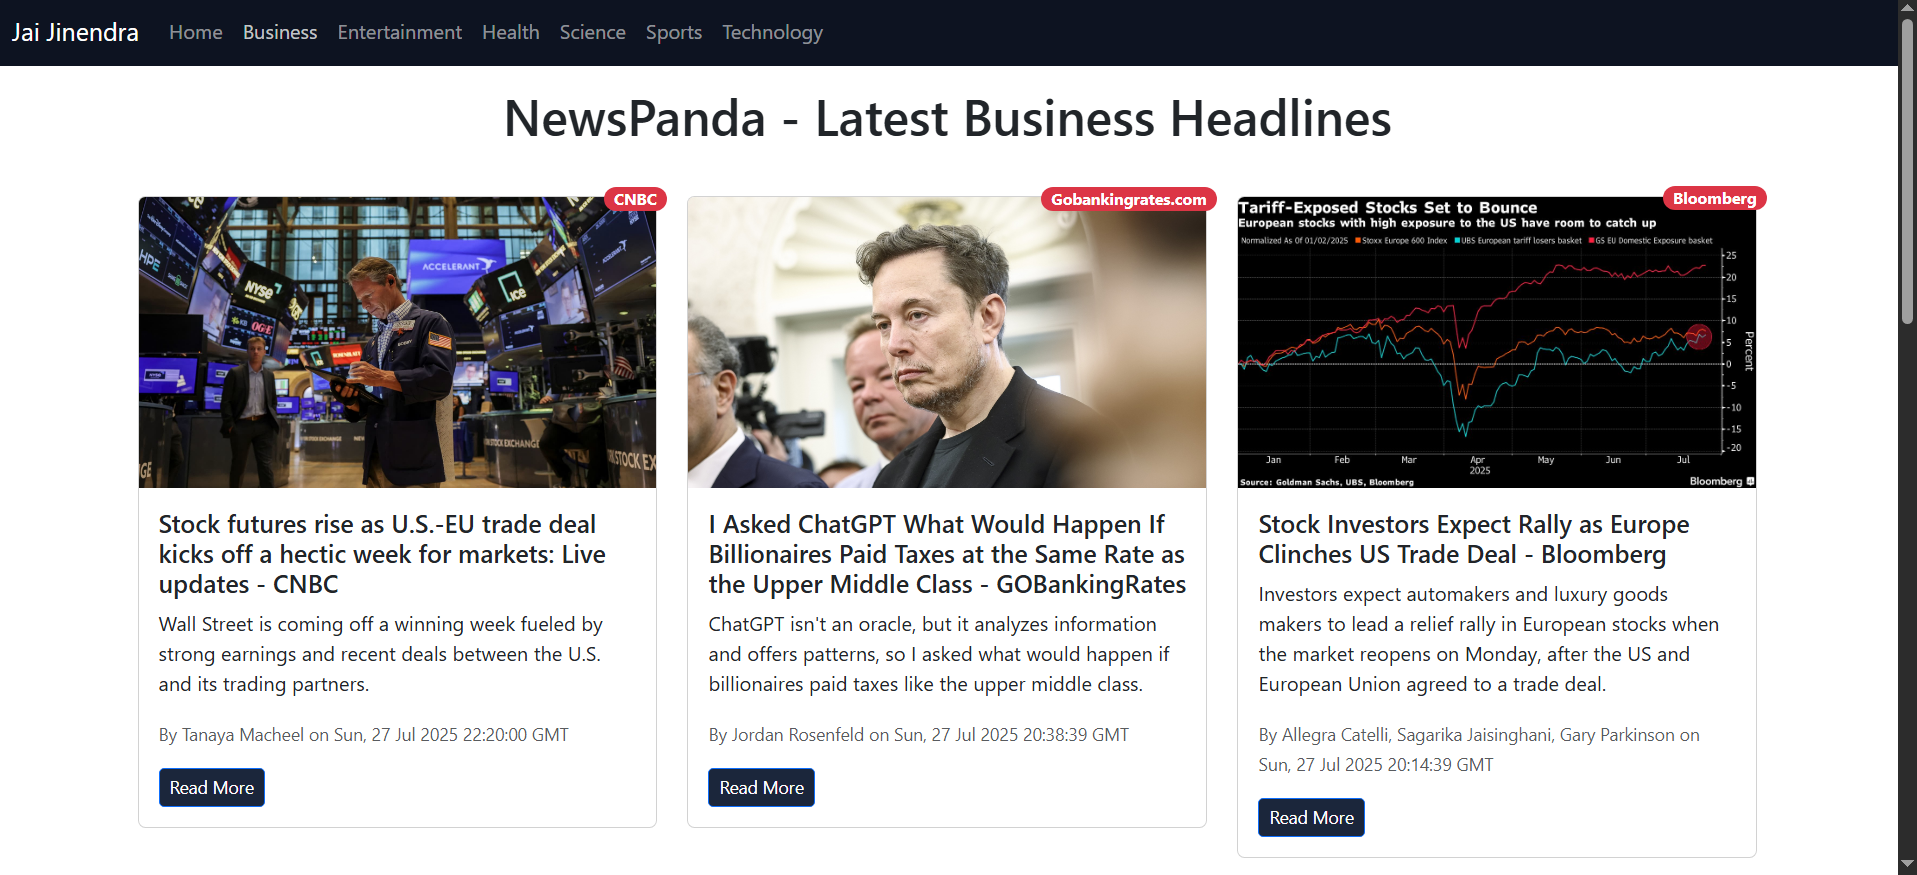 Jai Jinendra Home Business Entertainment Health Science Sports Technology
NewsPanda - Latest Business Headlines
CNBC
HPE
NYSE
ACCELERANT
ice
STOCK EXCHANGE
Stock futures rise as U.S.-EU trade deal
kicks off a hectic week for markets: Live
updates - CNBC
Wall Street is coming off a winning week fueled by
strong earnings and recent deals between the U.S.
and its trading partners.
By Tanaya Macheel on Sun, 27 Jul 2025 22:20:00 GMT
Read More
Gobankingrates.com
I Asked ChatGPT What Would Happen If
Billionaires Paid Taxes at the Same Rate as
the Upper Middle Class - GOBankingRates
ChatGPT isn't an oracle, but it analyzes information
and offers patterns, so I asked what would happen if
billionaires paid taxes like the upper middle class.
By Jordan Rosenfeld on Sun, 27 Jul 2025 20:38:39 GMT
Read More
Bloomberg
Tariff-Exposed Stocks Set to Bounce
European stocks with high exposure to the US have room to catch up
Normalized As Of 01/02/2025 Stoxx Europe 600 Index UBS European tariff losers basket GS EU Domestic Exposure basket
25
20
15
10
5
0
-5
-10
-15
-20
Percent
Jan Feb Mar Apr May Jun Jul
2025
Source: Goldman Sachs, UBS, Bloomberg Bloomberg
Stock Investors Expect Rally as Europe
Clinches US Trade Deal - Bloomberg
Investors expect automakers and luxury goods
makers to lead a relief rally in European stocks when
the market reopens on Monday, after the US and
European Union agreed to a trade deal.
By Allegra Catelli, Sagarika Jaisinghani, Gary Parkinson on
Sun, 27 Jul 2025 20:14:39 GMT
Read More